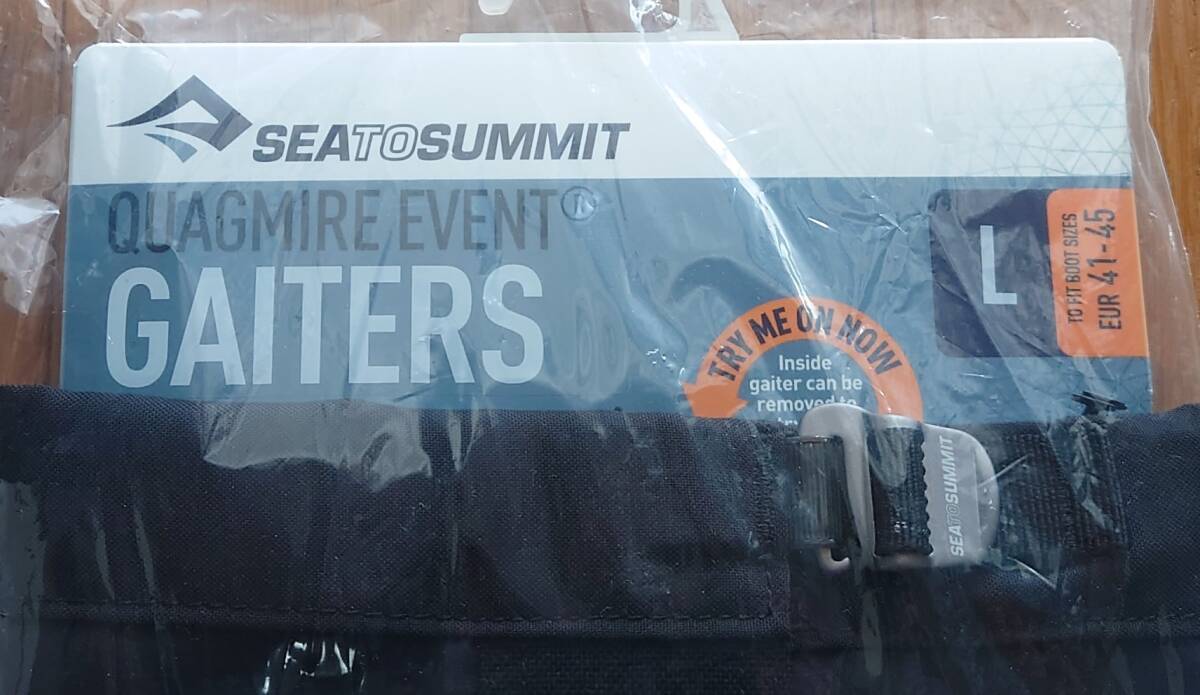 SEATOSUMMIT
QUAGMIRE EVENT®
GAITERS
L
TO FIT BOOT SIZES
EUR 41-45
TRY ME ON NOW
Inside
gaiter can be
removed to
SEATOSUMMIT